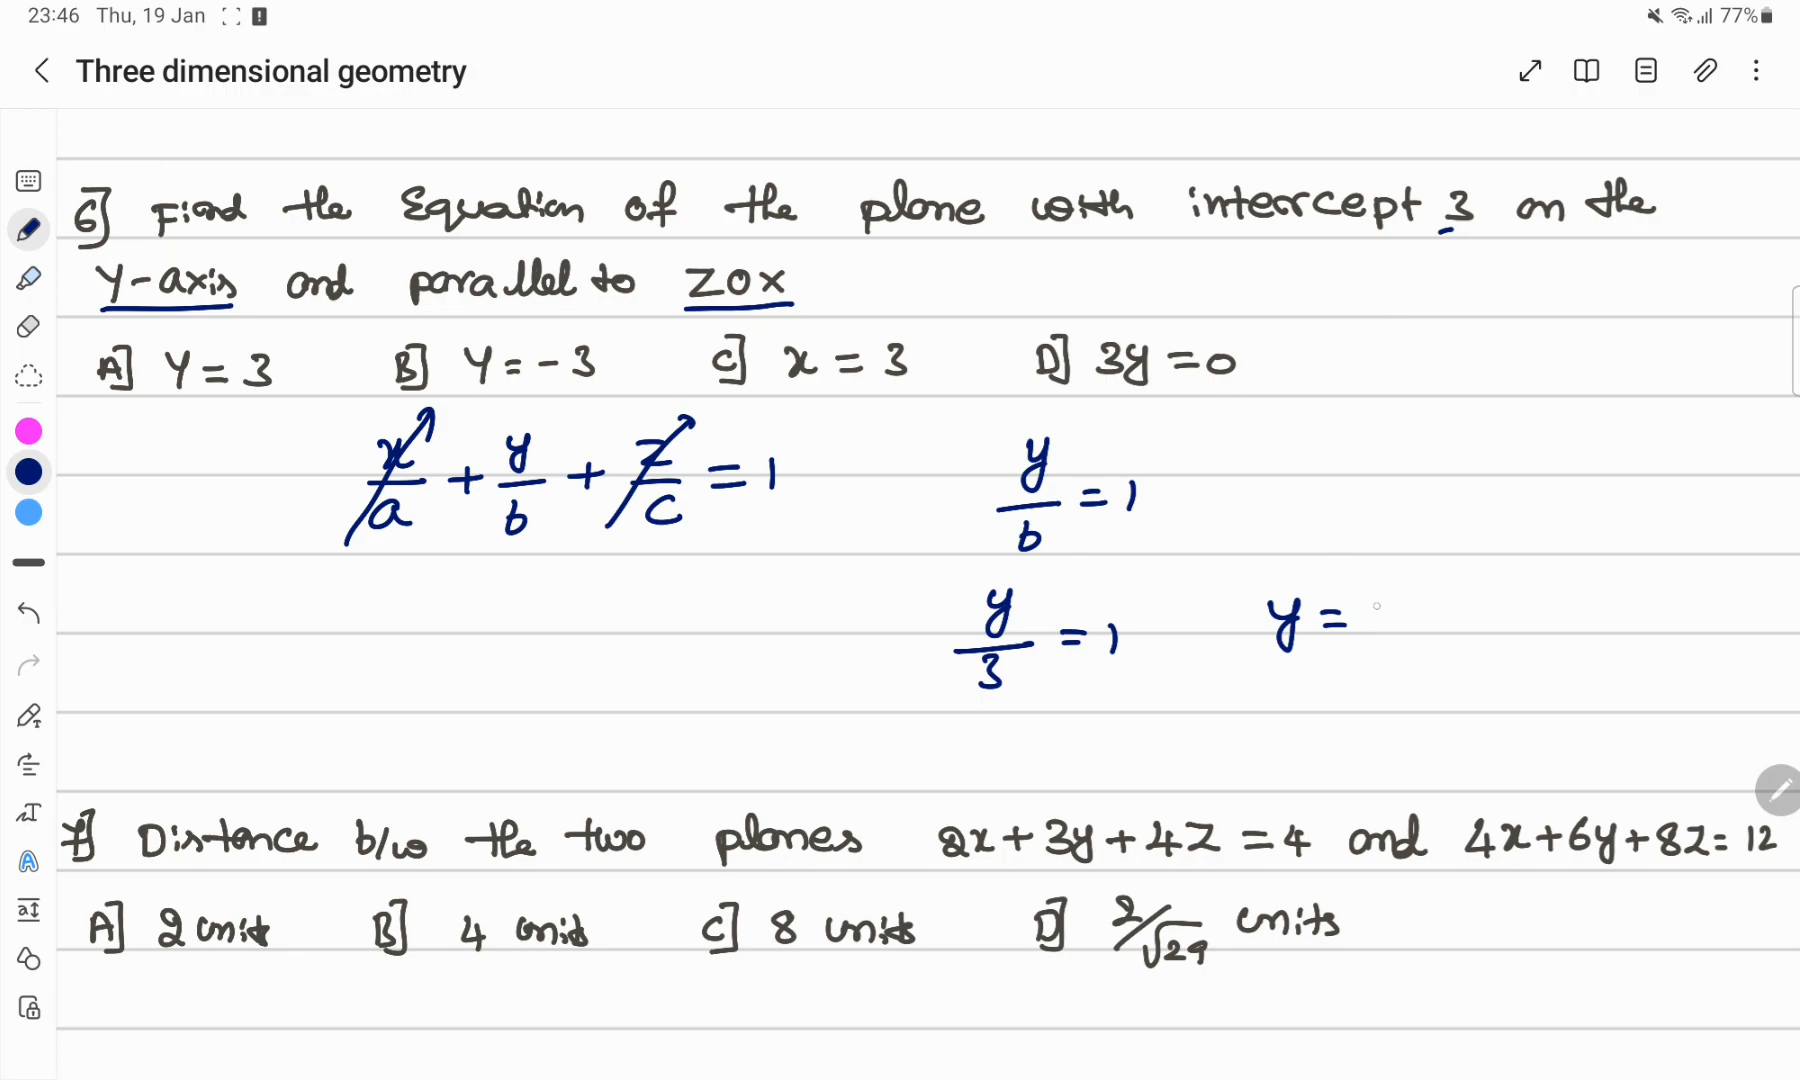 23:46 Thu, 19 Jan 77%
Three dimensional geometry
6] Find the Equation of the plane with intercept 3 on the
Y-axis and parallel to ZOX
A] Y = 3 B] Y = -3 C] x = 3 D] 3y = 0
x/a + y/b + z/c = 1 y/b = 1
y/3 = 1 y =
7] Distance b/w the two planes 2x+3y+4z = 4 and 4x+6y+8z = 12
A] 2 units B] 4 units C] 8 units D] 2/√29 units